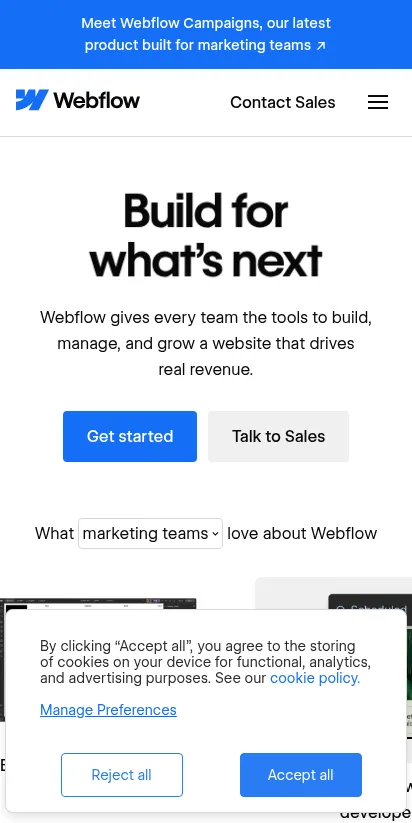 Meet Webflow Campaigns, our latest
product built for marketing teams ↗
Webflow
Contact Sales
Build for
what’s next
Webflow gives every team the tools to build,
manage, and grow a website that drives
real revenue.
Get started
Talk to Sales
What marketing teams love about Webflow
By clicking “Accept all”, you agree to the storing
of cookies on your device for functional, analytics,
and advertising purposes. See our cookie policy.
Manage Preferences
Reject all
Accept all